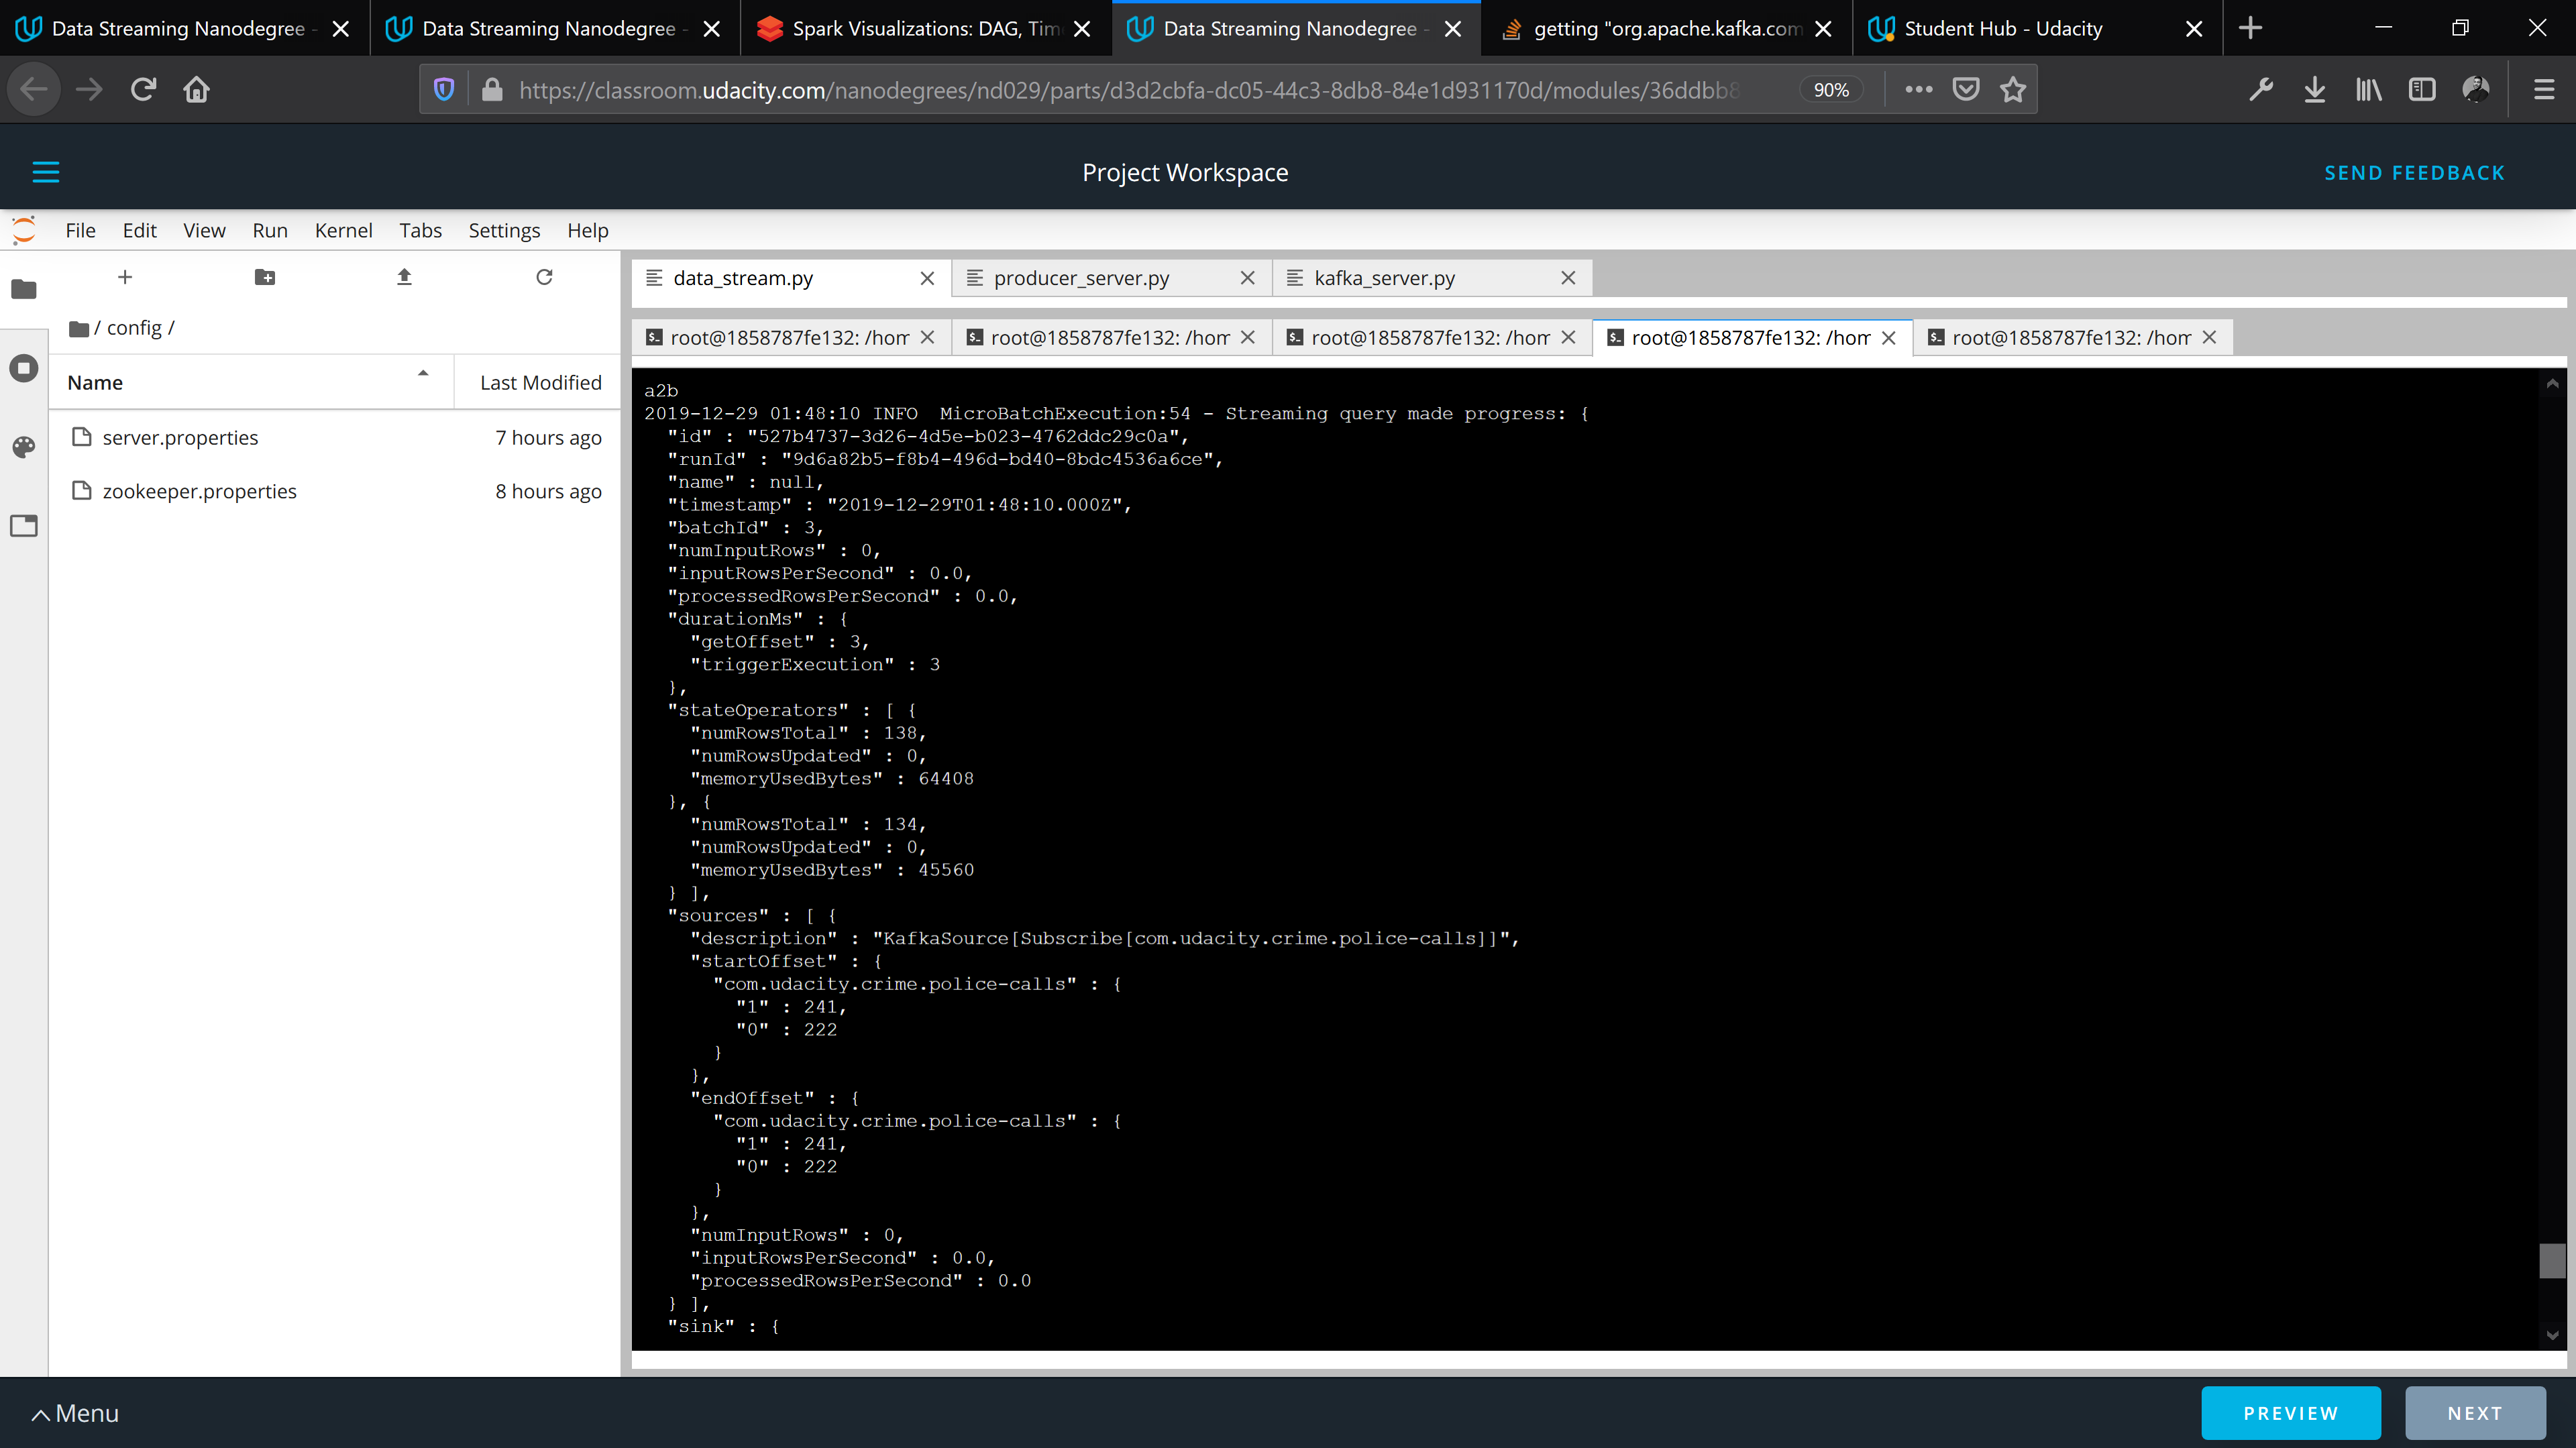 Data Streaming Nanodegree -
Data Streaming Nanodegree -
Spark Visualizations: DAG, Tim
Data Streaming Nanodegree -
getting "org.apache.kafka.com
Student Hub - Udacity
https://classroom.udacity.com/nanodegrees/nd029/parts/d3d2cbfa-dc05-44c3-8db8-84e1d931170d/modules/36ddbb8
90%
Project Workspace
SEND FEEDBACK
File Edit View Run Kernel Tabs Settings Help
data_stream.py
producer_server.py
kafka_server.py
/ config /
root@1858787fe132: /hom
root@1858787fe132: /hom
root@1858787fe132: /hom
root@1858787fe132: /hom
root@1858787fe132: /hom
Name Last Modified
server.properties 7 hours ago
zookeeper.properties 8 hours ago
a2b
2019-12-29 01:48:10 INFO  MicroBatchExecution:54 - Streaming query made progress: {
  "id" : "527b4737-3d26-4d5e-b023-4762ddc29c0a",
  "runId" : "9d6a82b5-f8b4-496d-bd40-8bdc4536a6ce",
  "name" : null,
  "timestamp" : "2019-12-29T01:48:10.000Z",
  "batchId" : 3,
  "numInputRows" : 0,
  "inputRowsPerSecond" : 0.0,
  "processedRowsPerSecond" : 0.0,
  "durationMs" : {
    "getOffset" : 3,
    "triggerExecution" : 3
  },
  "stateOperators" : [ {
    "numRowsTotal" : 138,
    "numRowsUpdated" : 0,
    "memoryUsedBytes" : 64408
  }, {
    "numRowsTotal" : 134,
    "numRowsUpdated" : 0,
    "memoryUsedBytes" : 45560
  } ],
  "sources" : [ {
    "description" : "KafkaSource[Subscribe[com.udacity.crime.police-calls]]",
    "startOffset" : {
      "com.udacity.crime.police-calls" : {
        "1" : 241,
        "0" : 222
      }
    },
    "endOffset" : {
      "com.udacity.crime.police-calls" : {
        "1" : 241,
        "0" : 222
      }
    },
    "numInputRows" : 0,
    "inputRowsPerSecond" : 0.0,
    "processedRowsPerSecond" : 0.0
  } ],
  "sink" : {
Menu
PREVIEW
NEXT